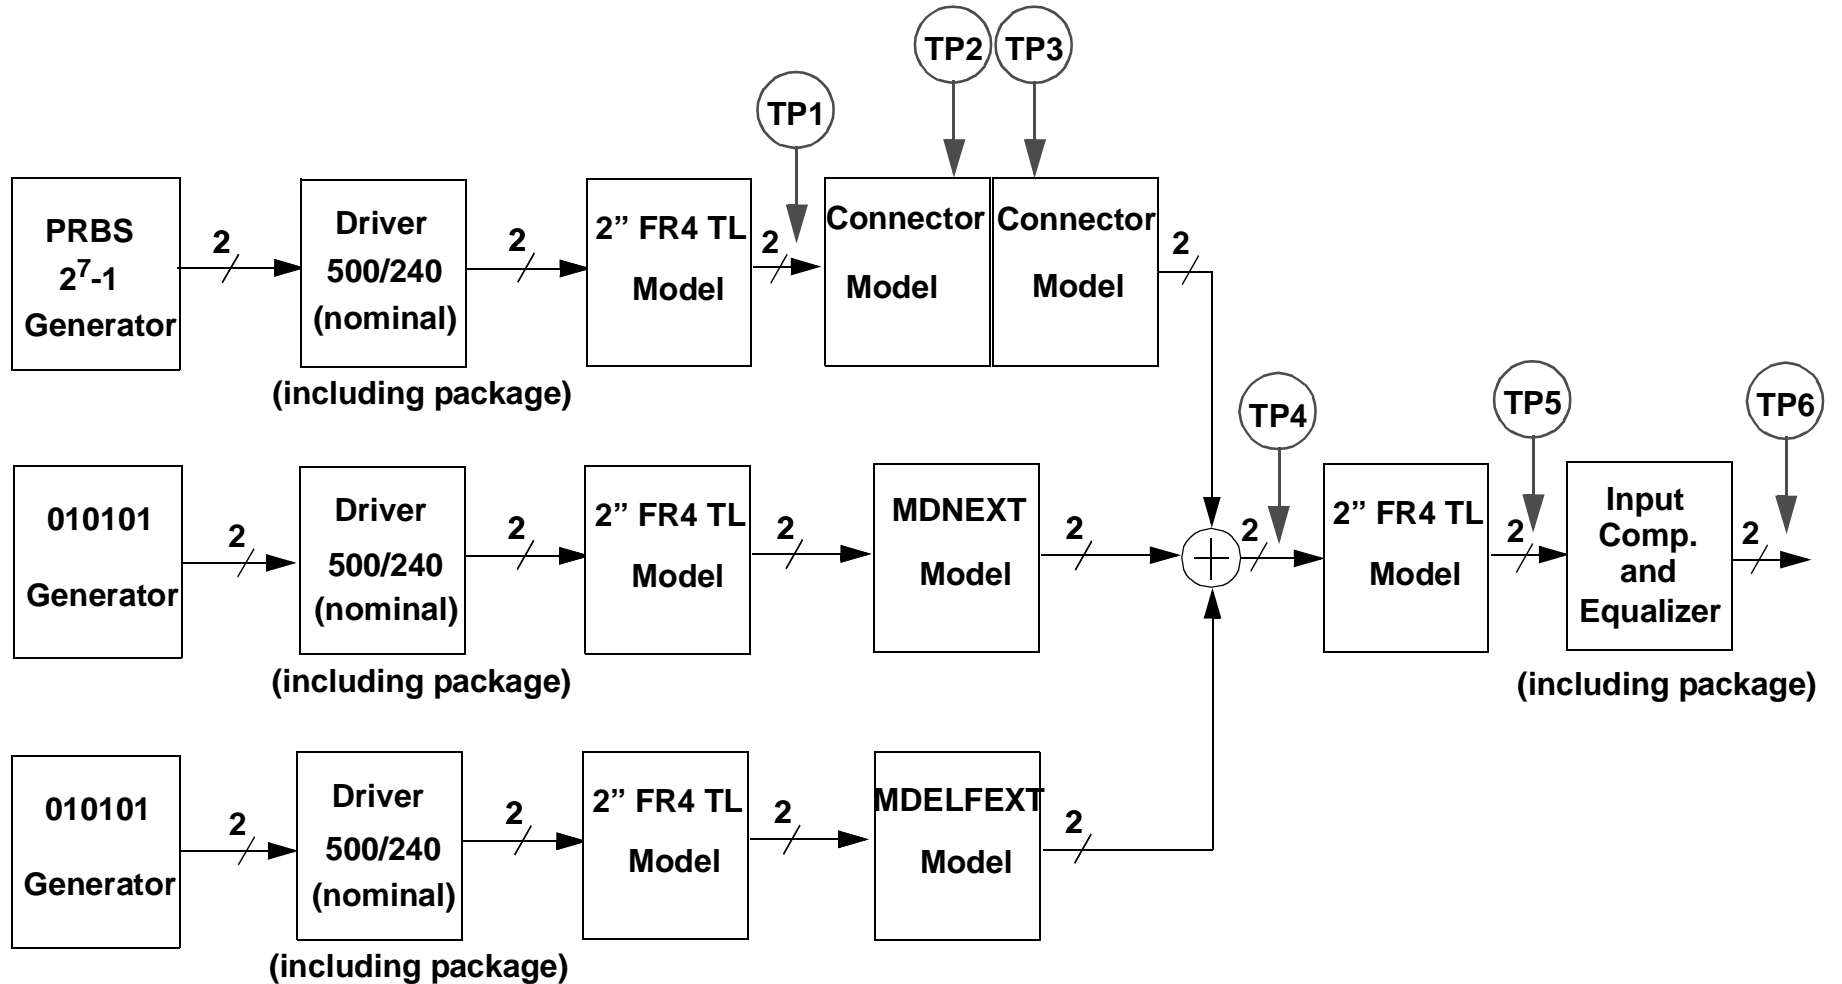 TP2
TP3
TP1
PRBS
2⁷-1
Generator
2
Driver
500/240
(nominal)
(including package)
2
2” FR4 TL
Model
2
Connector
Model
Connector
Model
2
010101
Generator
2
Driver
500/240
(nominal)
(including package)
2
2” FR4 TL
Model
2
MDNEXT
Model
2
TP4
2
2” FR4 TL
Model
TP5
2
Input
Comp.
and
Equalizer
(including package)
TP6
2
010101
Generator
2
Driver
500/240
(nominal)
(including package)
2
2” FR4 TL
Model
2
MDELFEXT
Model
2